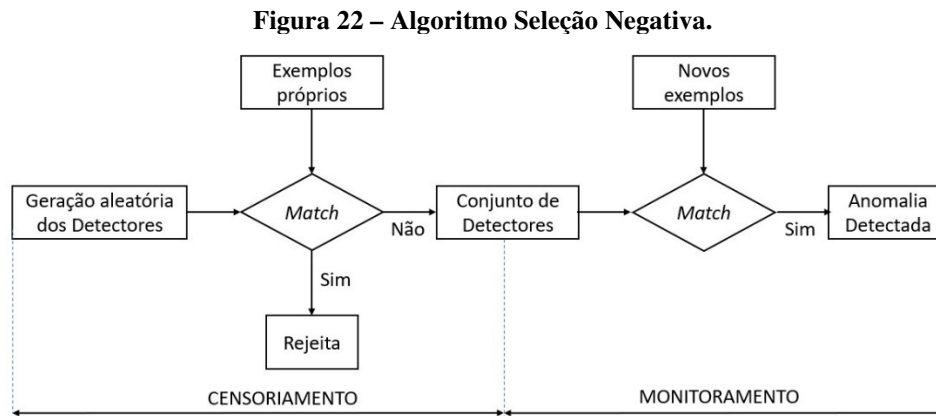 Figura 22 – Algoritmo Seleção Negativa.
Exemplos
próprios
Novos
exemplos
Geração aleatória
dos Detectores
Match
Não
Conjunto de
Detectores
Match
Sim
Anomalia
Detectada
Sim
Rejeita
CENSORIAMENTO
MONITORAMENTO